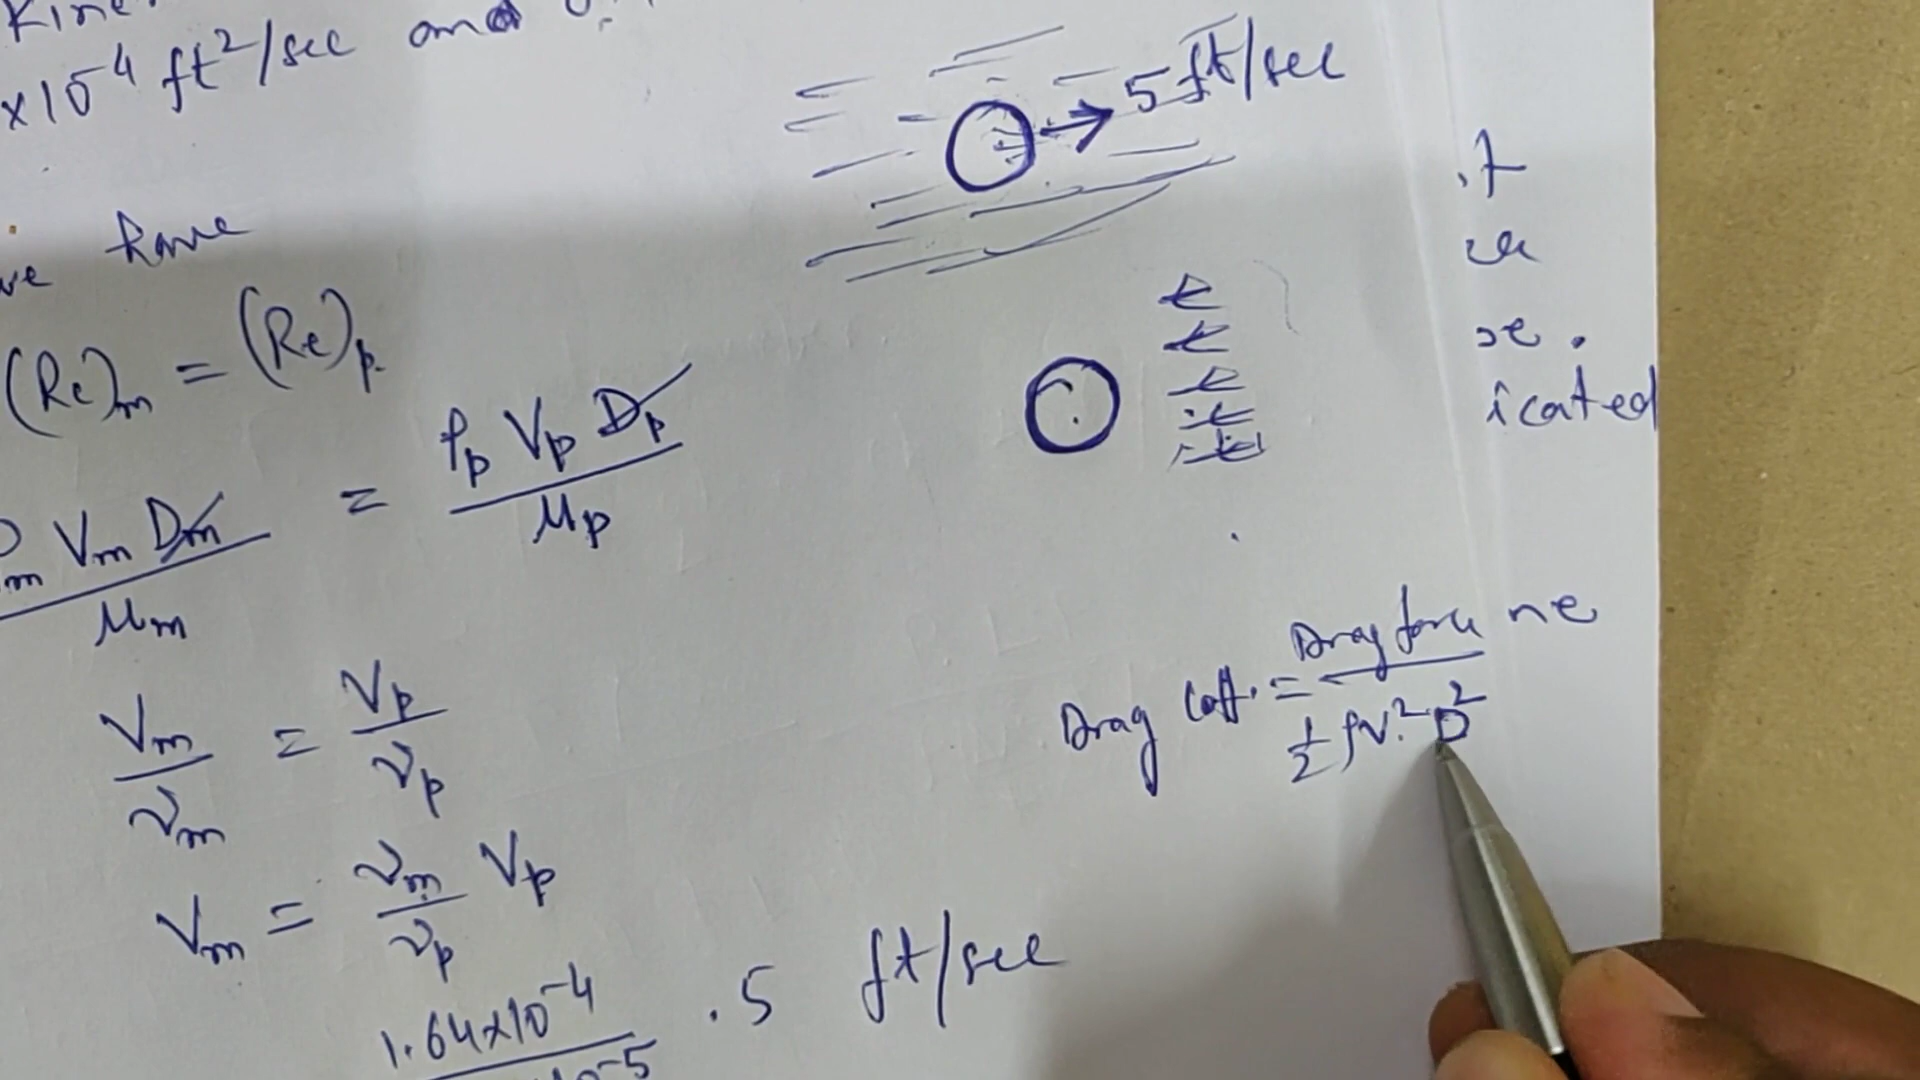 ×10⁻⁴ ft²/sec and
5 ft/sec
have
(Re)ₘ = (Re)ₚ
ρₘ Vₘ Dₘ / μₘ = ρₚ Vₚ Dₚ / μₚ
icated
ne
Drag Coff. = Drag force / ½ ρV² D²
Vₘ / νₘ = Vₚ / νₚ
Vₘ = νₘ / νₚ Vₚ
1.64×10⁻⁴ . 5 ft/sec